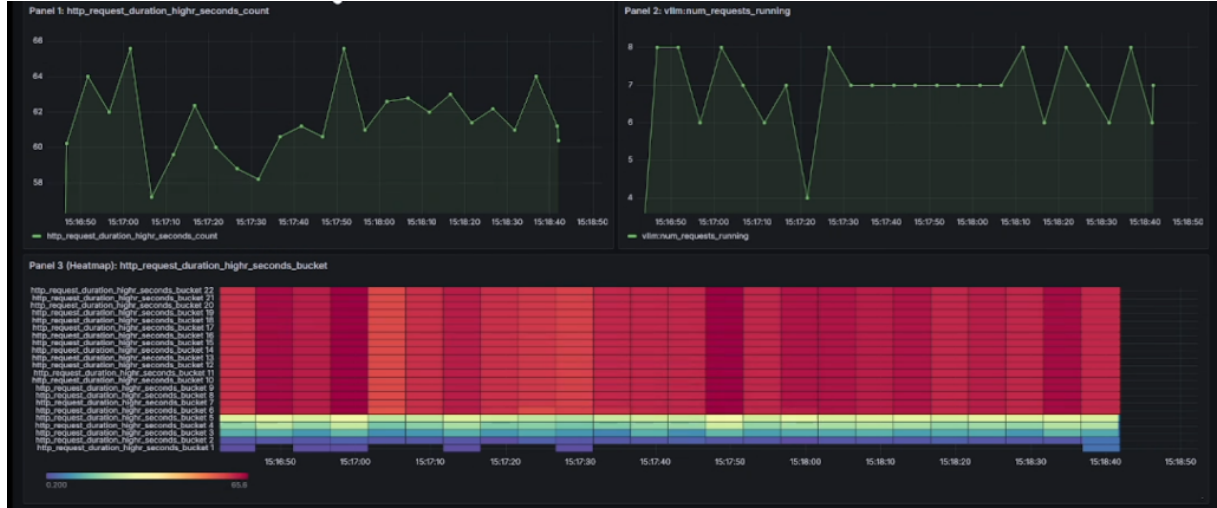 Panel 1: http_request_duration_highr_seconds_count
66
64
62
60
58
15:16:50 15:17:00 15:17:10 15:17:20 15:17:30 15:17:40 15:17:50 15:18:00 15:18:10 15:18:20 15:18:30 15:18:40 15:18:50
http_request_duration_highr_seconds_count
Panel 2: vllm:num_requests_running
8
7
6
5
4
15:16:50 15:17:00 15:17:10 15:17:20 15:17:30 15:17:40 15:17:50 15:18:00 15:18:10 15:18:20 15:18:30 15:18:40 15:18:50
vllm:num_requests_running
Panel 3 (Heatmap): http_request_duration_highr_seconds_bucket
http_request_duration_highr_seconds_bucket 22
http_request_duration_highr_seconds_bucket 21
http_request_duration_highr_seconds_bucket 20
http_request_duration_highr_seconds_bucket 19
http_request_duration_highr_seconds_bucket 18
http_request_duration_highr_seconds_bucket 17
http_request_duration_highr_seconds_bucket 16
http_request_duration_highr_seconds_bucket 15
http_request_duration_highr_seconds_bucket 14
http_request_duration_highr_seconds_bucket 13
http_request_duration_highr_seconds_bucket 12
http_request_duration_highr_seconds_bucket 11
http_request_duration_highr_seconds_bucket 10
http_request_duration_highr_seconds_bucket 9
http_request_duration_highr_seconds_bucket 8
http_request_duration_highr_seconds_bucket 7
http_request_duration_highr_seconds_bucket 6
http_request_duration_highr_seconds_bucket 5
http_request_duration_highr_seconds_bucket 4
http_request_duration_highr_seconds_bucket 3
http_request_duration_highr_seconds_bucket 2
http_request_duration_highr_seconds_bucket 1
15:16:50 15:17:00 15:17:10 15:17:20 15:17:30 15:17:40 15:17:50 15:18:00 15:18:10 15:18:20 15:18:30 15:18:40 15:18:50
0.200 65.6